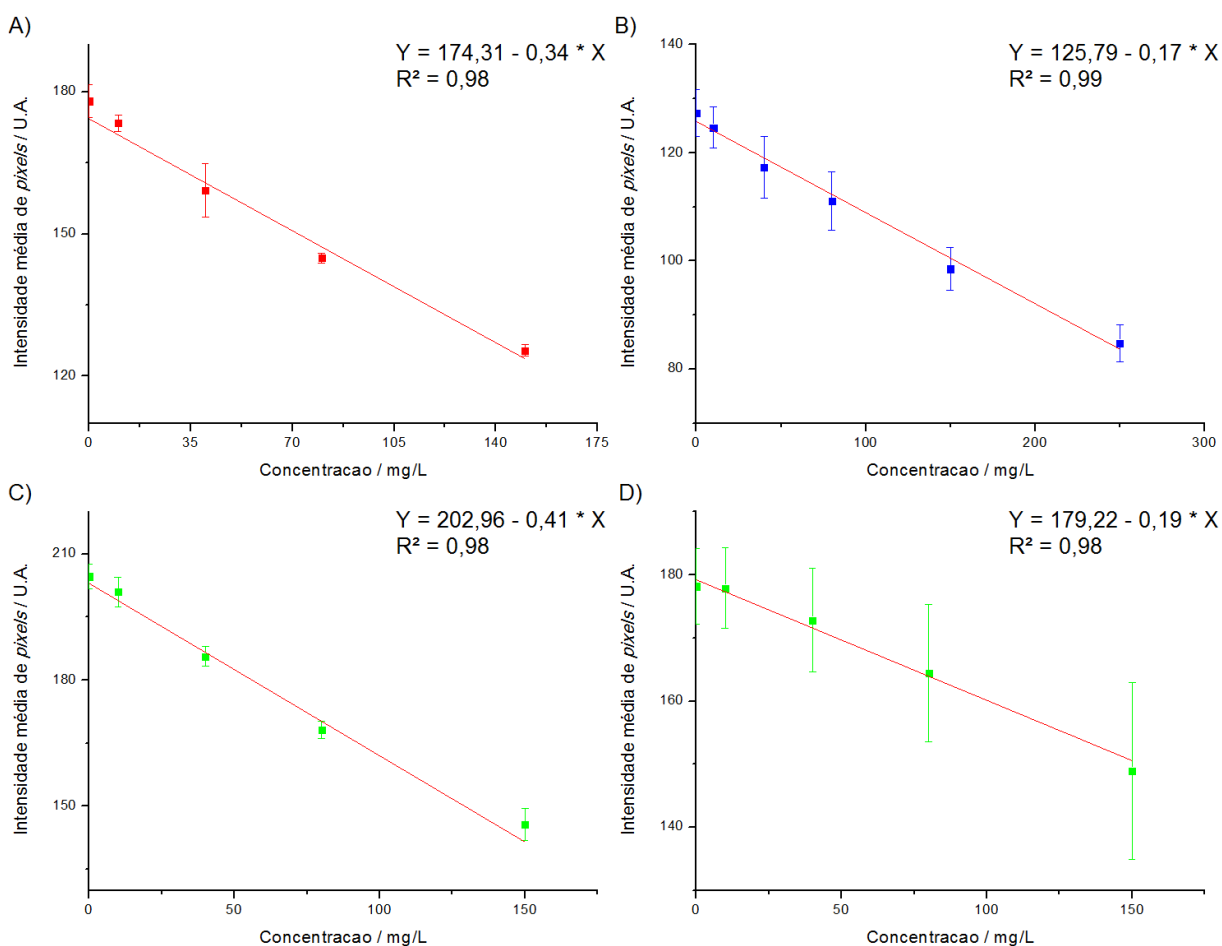 A)
Y = 174,31 - 0,34 * X
R² = 0,98
180
150
120
Intensidade média de pixels / U.A.
0 35 70 105 140 175
Concentracao / mg/L
B)
Y = 125,79 - 0,17 * X
R² = 0,99
140
120
100
80
Intensidade média de pixels / U.A.
0 100 200 300
Concentracao / mg/L
C)
Y = 202,96 - 0,41 * X
R² = 0,98
210
180
150
Intensidade média de pixels / U.A.
0 50 100 150
Concentracao / mg/L
D)
Y = 179,22 - 0,19 * X
R² = 0,98
180
160
140
Intensidade média de pixels / U.A.
0 50 100 150
Concentracao / mg/L